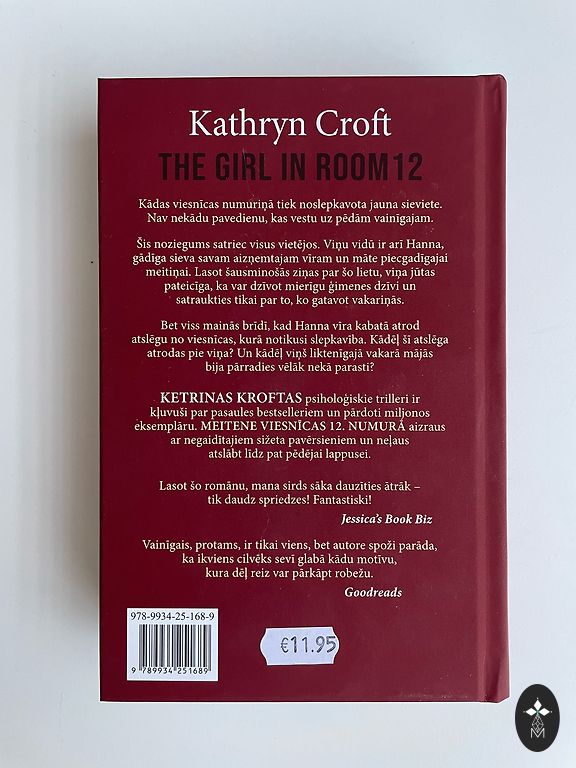 Kathryn Croft
THE GIRL IN ROOM 12
Kādas viesnīcas numuriņā tiek noslepkavota jauna sieviete.
Nav nekādu pavedienu, kas vestu uz pēdām vainīgajam.
Šis noziegums satriec visus vietējos. Viņu vidū ir arī Hanna,
gādīga sieva savam aizņemtajam vīram un māte piecgadīgajai
meitiņai. Lasot šausminošās ziņas par šo lietu, viņa jūtas
pateicīga, ka var dzīvot mierīgu ģimenes dzīvi un
satraukties tikai par to, ko gatavot vakariņās.
Bet viss mainās brīdī, kad Hanna vīra kabatā atrod
atslēgu no viesnīcas, kurā notikusi slepkavība. Kādēļ šī atslēga
atrodas pie viņa? Un kādēļ viņš liktenīgajā vakarā mājās
bija pārradies vēlāk nekā parasti?
KETRINAS KROFTAS psiholoģiskie trilleri ir
kļuvuši par pasaules bestselleriem un pārdoti miljonos
eksemplāru. MEITENE VIESNĪCAS 12. NUMURĀ aizraus
ar negaidītajiem sižeta pavērsieniem un neļaus
atslābt līdz pat pēdējai lappusei.
Lasot šo romānu, mana sirds sāka dauzīties ātrāk –
tik daudz spriedzes! Fantastiski!
Jessica's Book Biz
Vainīgais, protams, ir tikai viens, bet autore spoži parāda,
ka ikviens cilvēks sevī glabā kādu motīvu,
kura dēļ reiz var pārkāpt robežu.
Goodreads
978-9934-25-168-9
9 789934 251689
€11.95
M